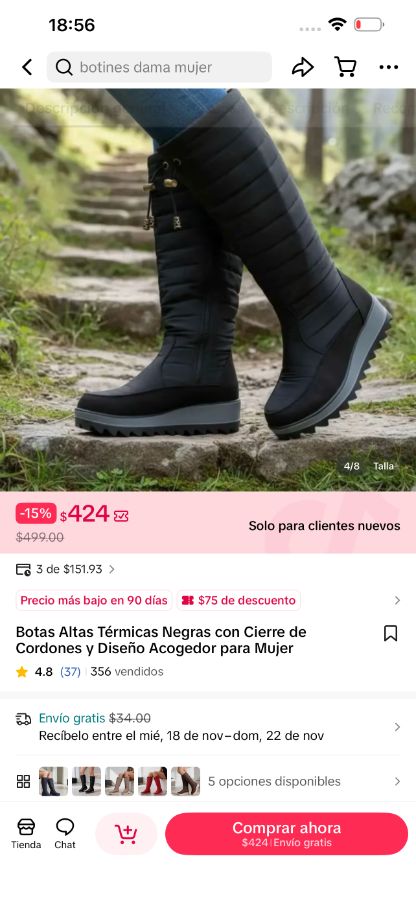 18:56
botines dama mujer
4/8 Talla
-15% $424
$499.00
Solo para clientes nuevos
3 de $151.93
Precio más bajo en 90 días
$75 de descuento
Botas Altas Térmicas Negras con Cierre de
Cordones y Diseño Acogedor para Mujer
4.8 (37) 356 vendidos
Envío gratis $34.00
Recíbelo entre el mié, 18 de nov–dom, 22 de nov
5 opciones disponibles
Tienda
Chat
Comprar ahora
$424 | Envío gratis